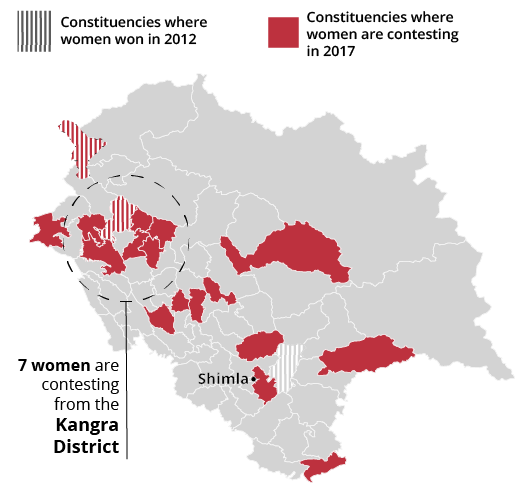 Constituencies where
women won in 2012
Constituencies where
women are contesting
in 2017
Shimla
7 women are
contesting
from the
Kangra
District